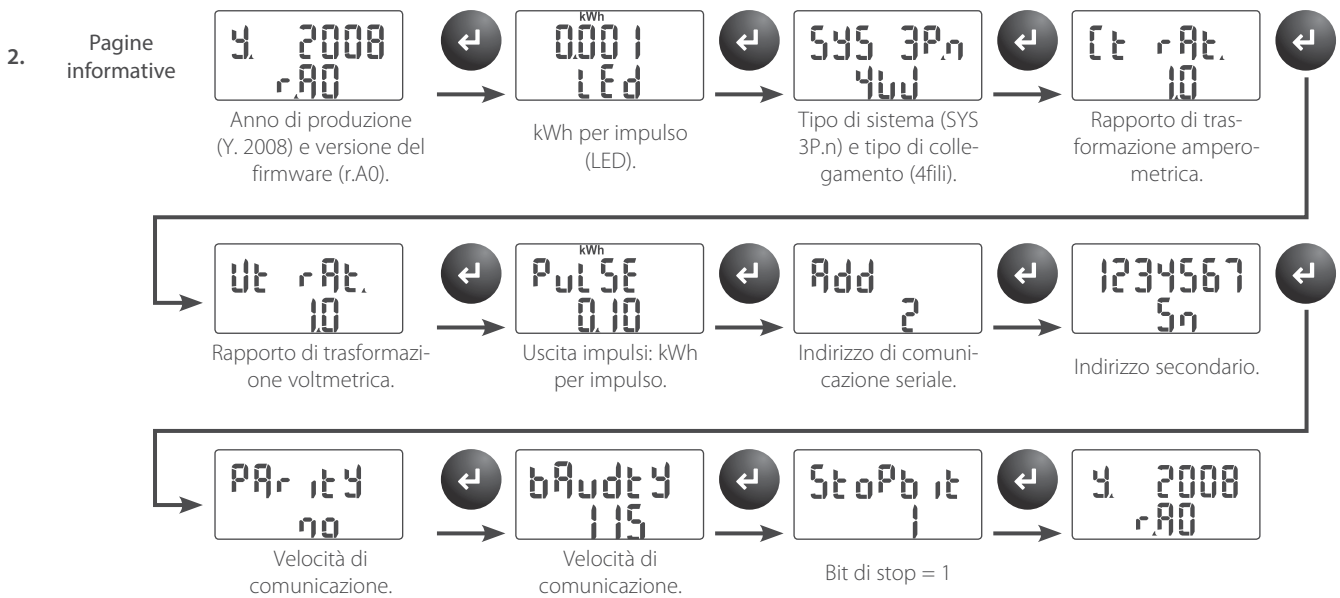 2. Pagine informative
Y. 2008
r.A0
Anno di produzione
(Y. 2008) e versione del
firmware (r.A0).
kWh
0.001
LEd
kWh per impulso
(LED).
SYS 3P.n
4W
Tipo di sistema (SYS
3P.n) e tipo di colle-
gamento (4fili).
Ct rAt.
1.0
Rapporto di tras-
formazione ampero-
metrica.
Ut rAt.
1.0
Rapporto di trasformazi-
one voltmetrica.
kWh
PuLSE
0.10
Uscita impulsi: kWh
per impulso.
Add
2
Indirizzo di comuni-
cazione seriale.
1234567
Sn
Indirizzo secondario.
PAritY
no
Velocità di
comunicazione.
bAudtY
115
Velocità di
comunicazione.
StoPbit
1
Bit di stop = 1
Y. 2008
r.A0